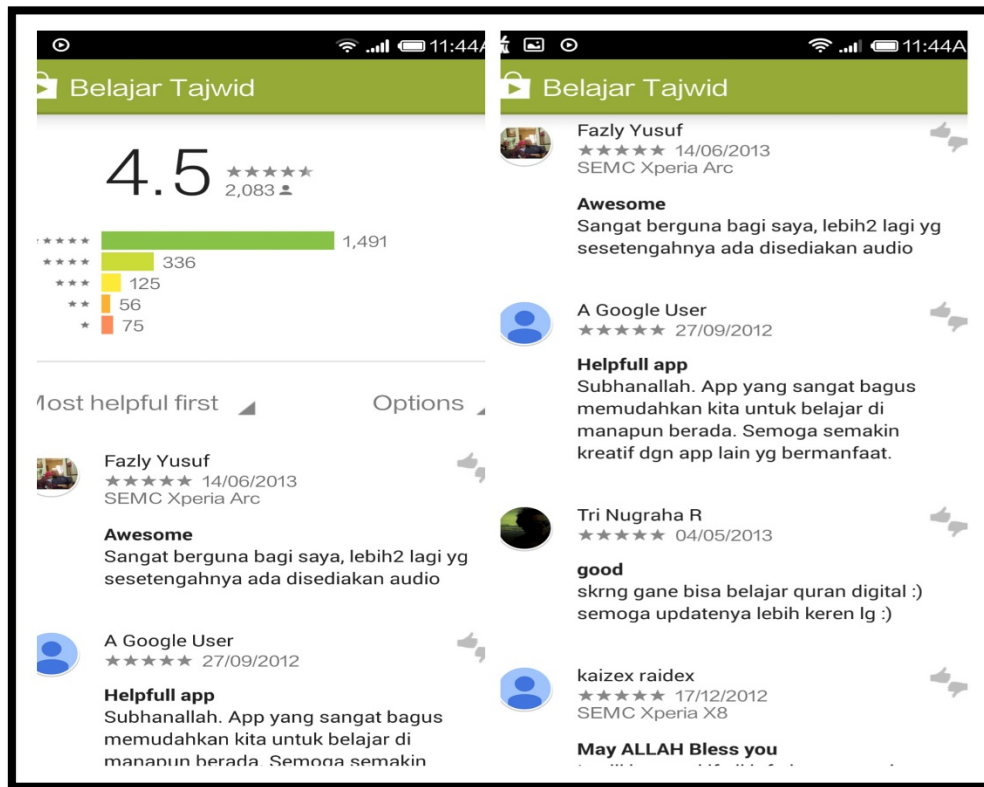 11:44A
Belajar Tajwid
4.5
2,083
1,491
336
125
56
75
Most helpful first
Options
Fazly Yusuf
14/06/2013
SEMC Xperia Arc
Awesome
Sangat berguna bagi saya, lebih2 lagi yg
sesetengahnya ada disediakan audio
A Google User
27/09/2012
Helpfull app
Subhanallah. App yang sangat bagus
memudahkan kita untuk belajar di
manapun berada. Semoga semakin
11:44A
Belajar Tajwid
Fazly Yusuf
14/06/2013
SEMC Xperia Arc
Awesome
Sangat berguna bagi saya, lebih2 lagi yg
sesetengahnya ada disediakan audio
A Google User
27/09/2012
Helpfull app
Subhanallah. App yang sangat bagus
memudahkan kita untuk belajar di
manapun berada. Semoga semakin
kreatif dgn app lain yg bermanfaat.
Tri Nugraha R
04/05/2013
good
skrng gane bisa belajar quran digital :)
semoga updatenya lebih keren lg :)
kaizex raidex
17/12/2012
SEMC Xperia X8
May ALLAH Bless you